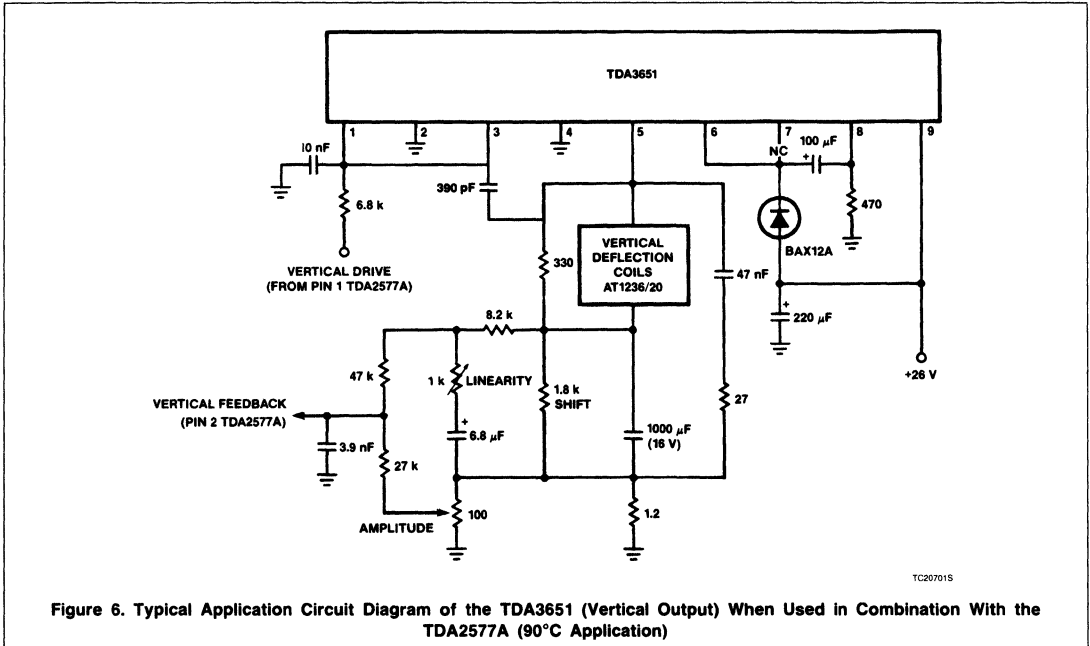 TDA3651
1 2 3 4 5 6 7 8 9
NC
100 μF
+
I0 nF
390 pF
6.8 k
470
BAX12A
VERTICAL DRIVE
(FROM PIN 1 TDA2577A)
330
VERTICAL
DEFLECTION
COILS
AT1236/20
47 nF
+
220 μF
8.2 k
+26 V
47 k
1 k LINEARITY
1.8 k
SHIFT
27
VERTICAL FEEDBACK
(PIN 2 TDA2577A)
+
6.8 μF
1000 μF
(16 V)
3.9 nF
27 k
AMPLITUDE
100
1.2
TC20701S
Figure 6. Typical Application Circuit Diagram of the TDA3651 (Vertical Output) When Used in Combination With the
TDA2577A (90°C Application)